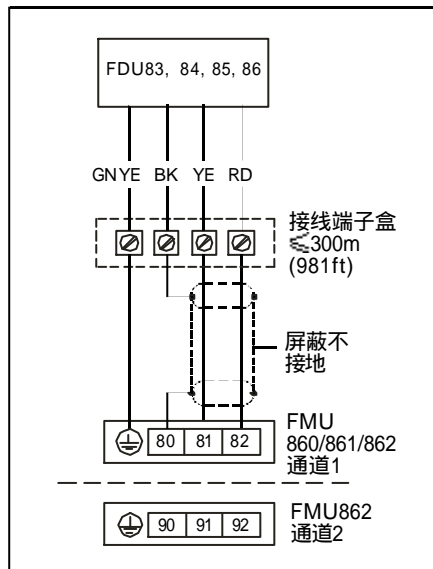 FDU83, 84, 85, 86
GNYE BK YE RD
接线端子盒
≤300m
(981ft)
屏蔽不
接地
FMU
860/861/862
通道1
80 81 82
FMU862
通道2
90 91 92